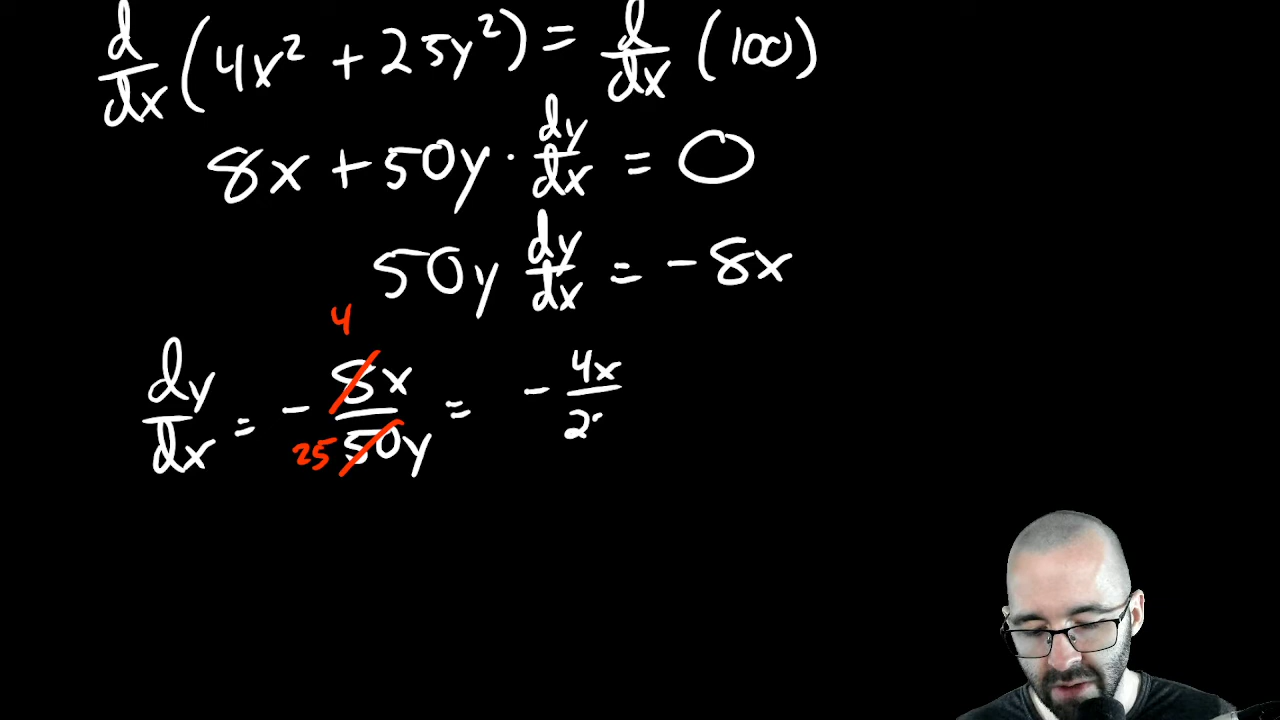 d/dx (4x² + 25y²) = d/dx (100)
8x + 50y · dy/dx = 0
50y dy/dx = - 8x
4
dy/dx = - 8x/50y = - 4x/2
25